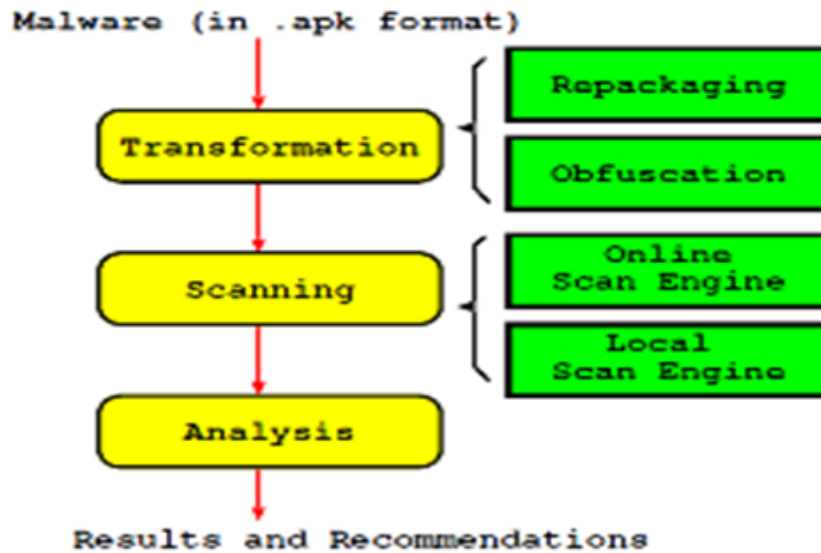 Malware (in .apk format)
Repackaging
Transformation
Obfuscation
Online
Scan Engine
Scanning
Local
Scan Engine
Analysis
Results and Recommendations